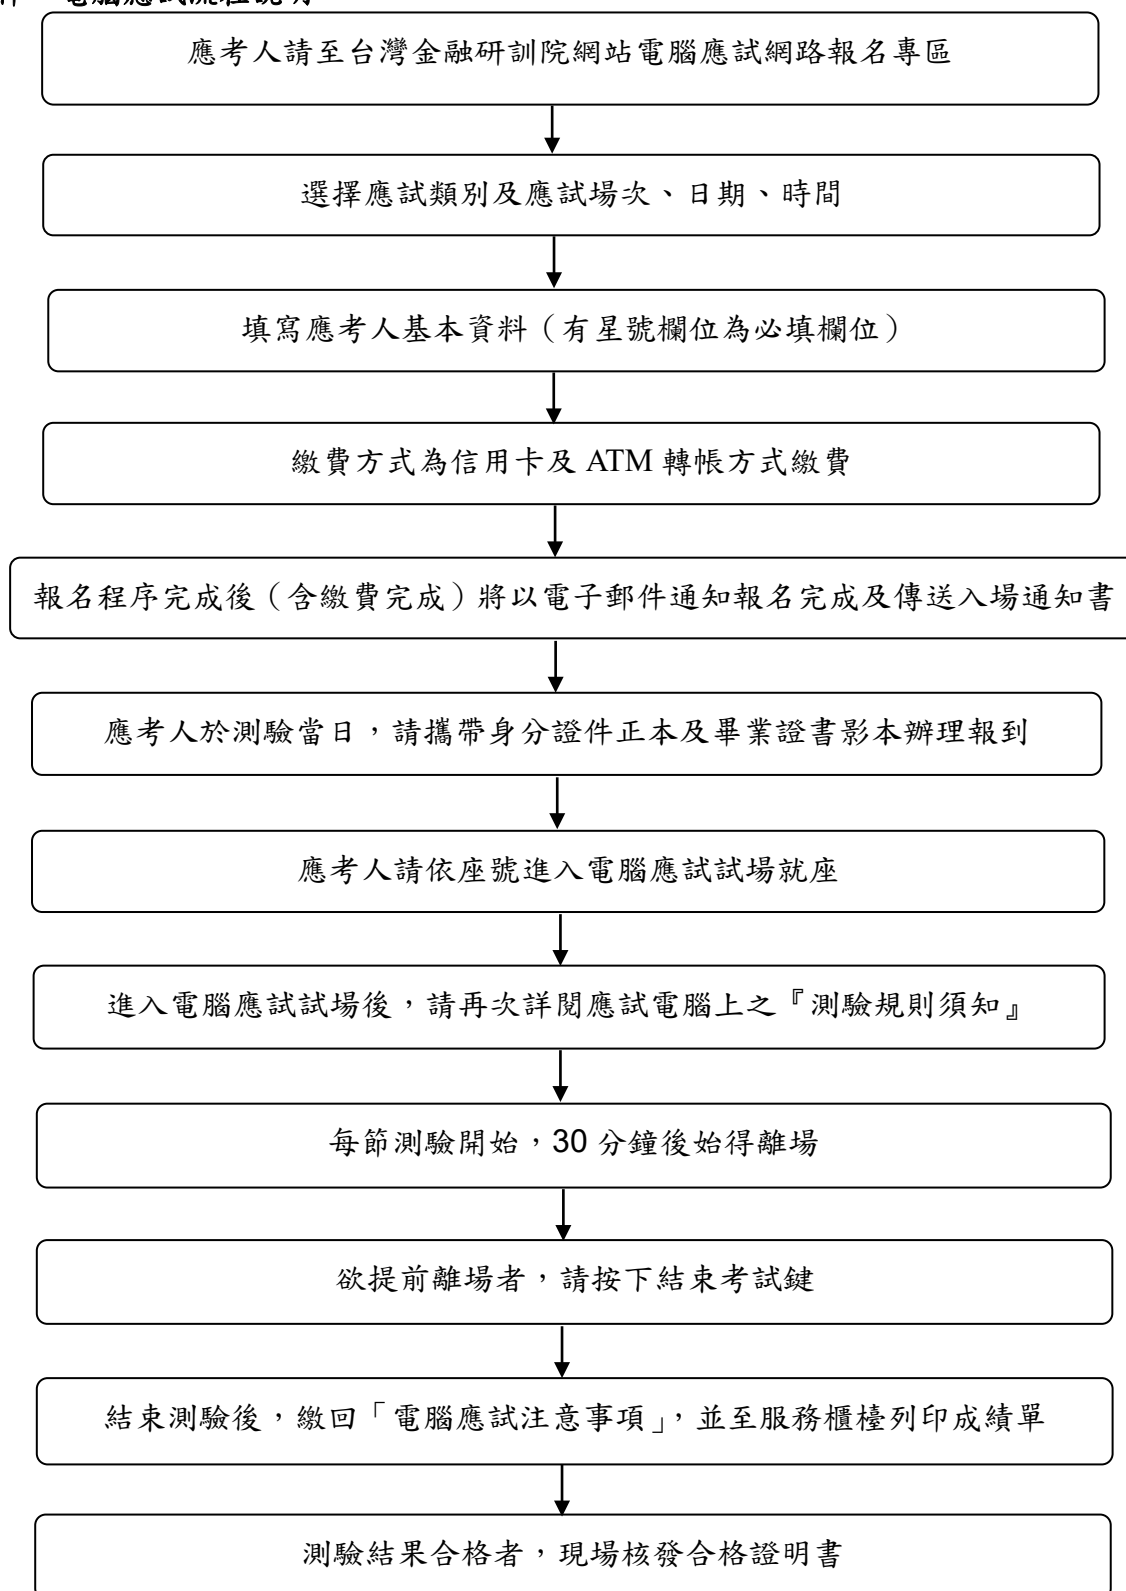 電腦應試流程說明
應考人請至台灣金融研訓院網站電腦應試網路報名專區
選擇應試類別及應試場次、日期、時間
填寫應考人基本資料（有星號欄位為必填欄位）
繳費方式為信用卡及 ATM 轉帳方式繳費
報名程序完成後（含繳費完成）將以電子郵件通知報名完成及傳送入場通知書
應考人於測驗當日，請攜帶身分證件正本及畢業證書影本辦理報到
應考人請依座號進入電腦應試試場就座
進入電腦應試試場後，請再次詳閱應試電腦上之『測驗規則須知』
每節測驗開始，30 分鐘後始得離場
欲提前離場者，請按下結束考試鍵
結束測驗後，繳回「電腦應試注意事項」，並至服務櫃檯列印成績單
測驗結果合格者，現場核發合格證明書